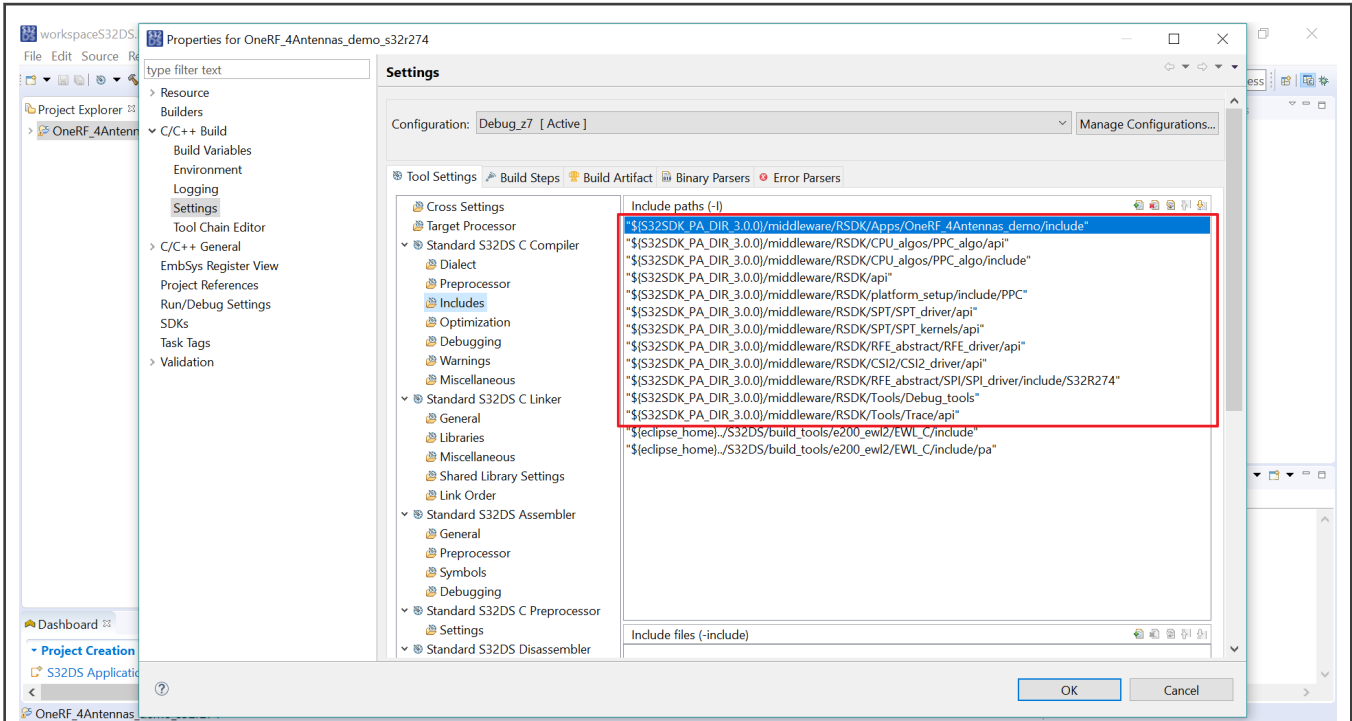 workspaceS32DS.
File Edit Source Re
Project Explorer
OneRF_4Antenn
Properties for OneRF_4Antennas_demo_s32r274
type filter text
Resource
Builders
C/C++ Build
Build Variables
Environment
Logging
Settings
Tool Chain Editor
C/C++ General
EmbSys Register View
Project References
Run/Debug Settings
SDKs
Task Tags
Validation
Settings
Configuration: Debug_z7 [ Active ]
Manage Configurations...
Tool Settings Build Steps Build Artifact Binary Parsers Error Parsers
Cross Settings
Target Processor
Standard S32DS C Compiler
Dialect
Preprocessor
Includes
Optimization
Debugging
Warnings
Miscellaneous
Standard S32DS C Linker
General
Libraries
Miscellaneous
Shared Library Settings
Link Order
Standard S32DS Assembler
General
Preprocessor
Symbols
Debugging
Standard S32DS C Preprocessor
Settings
Standard S32DS Disassembler
Include paths (-I)
"${S32SDK_PA_DIR_3.0.0}/middleware/RSDK/Apps/OneRF_4Antennas_demo/include"
"${S32SDK_PA_DIR_3.0.0}/middleware/RSDK/CPU_algos/PPC_algo/api"
"${S32SDK_PA_DIR_3.0.0}/middleware/RSDK/CPU_algos/PPC_algo/include"
"${S32SDK_PA_DIR_3.0.0}/middleware/RSDK/api"
"${S32SDK_PA_DIR_3.0.0}/middleware/RSDK/platform_setup/include/PPC"
"${S32SDK_PA_DIR_3.0.0}/middleware/RSDK/SPT/SPT_driver/api"
"${S32SDK_PA_DIR_3.0.0}/middleware/RSDK/SPT/SPT_kernels/api"
"${S32SDK_PA_DIR_3.0.0}/middleware/RSDK/RFE_abstract/RFE_driver/api"
"${S32SDK_PA_DIR_3.0.0}/middleware/RSDK/CSI2/CSI2_driver/api"
"${S32SDK_PA_DIR_3.0.0}/middleware/RSDK/RFE_abstract/SPI/SPI_driver/include/S32R274"
"${S32SDK_PA_DIR_3.0.0}/middleware/RSDK/Tools/Debug_tools"
"${S32SDK_PA_DIR_3.0.0}/middleware/RSDK/Tools/Trace/api"
"${eclipse_home}../S32DS/build_tools/e200_ewl2/EWL_C/include"
"${eclipse_home}../S32DS/build_tools/e200_ewl2/EWL_C/include/pa"
Include files (-include)
OK
Cancel
ess
Dashboard
Project Creation
S32DS Applicatio
OneRF_4Antennas_demo_s32r274